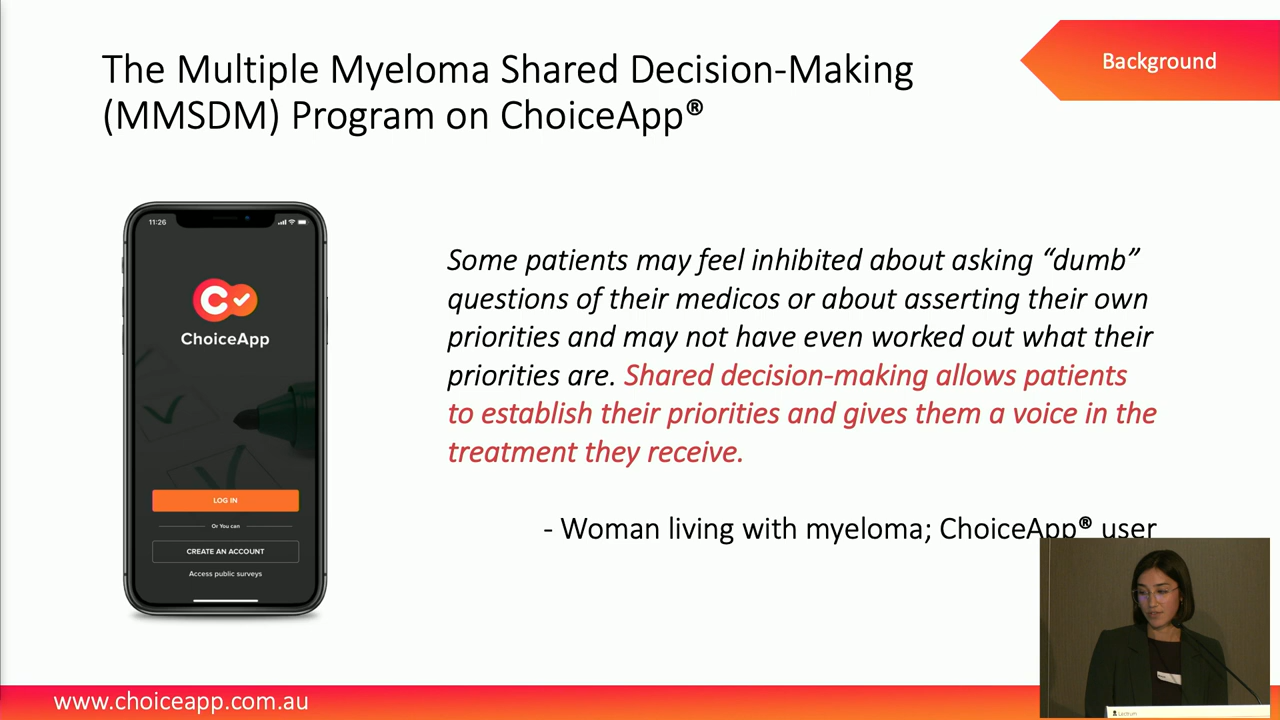 Background
The Multiple Myeloma Shared Decision-Making
(MMSDM) Program on ChoiceApp®
11:26
ChoiceApp
LOG IN
Or You can
CREATE AN ACCOUNT
Access public surveys
Some patients may feel inhibited about asking “dumb”
questions of their medicos or about asserting their own
priorities and may not have even worked out what their
priorities are. Shared decision-making allows patients
to establish their priorities and gives them a voice in the
treatment they receive.
- Woman living with myeloma; ChoiceApp® user
www.choiceapp.com.au
Lectum